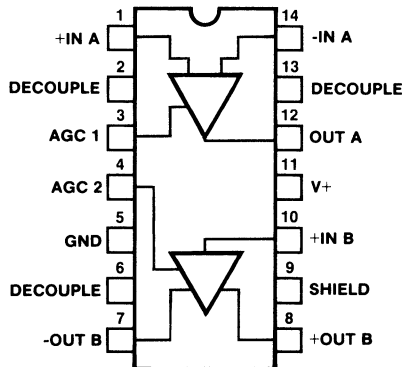 1 14
+IN A -IN A
2 13
DECOUPLE DECOUPLE
3 12
AGC 1 OUT A
4 11
AGC 2 V+
5 10
GND +IN B
6 9
DECOUPLE SHIELD
7 8
-OUT B +OUT B